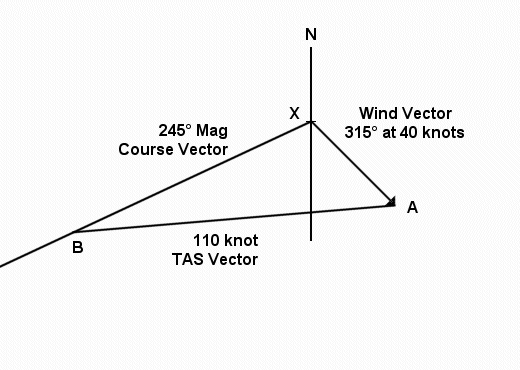 N
X
Wind Vector
315° at 40 knots
245° Mag
Course Vector
A
B
110 knot
TAS Vector